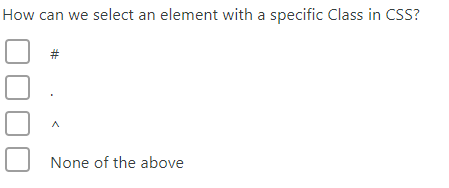 How can we select an element with a specific Class in CSS?
#
.
^
None of the above